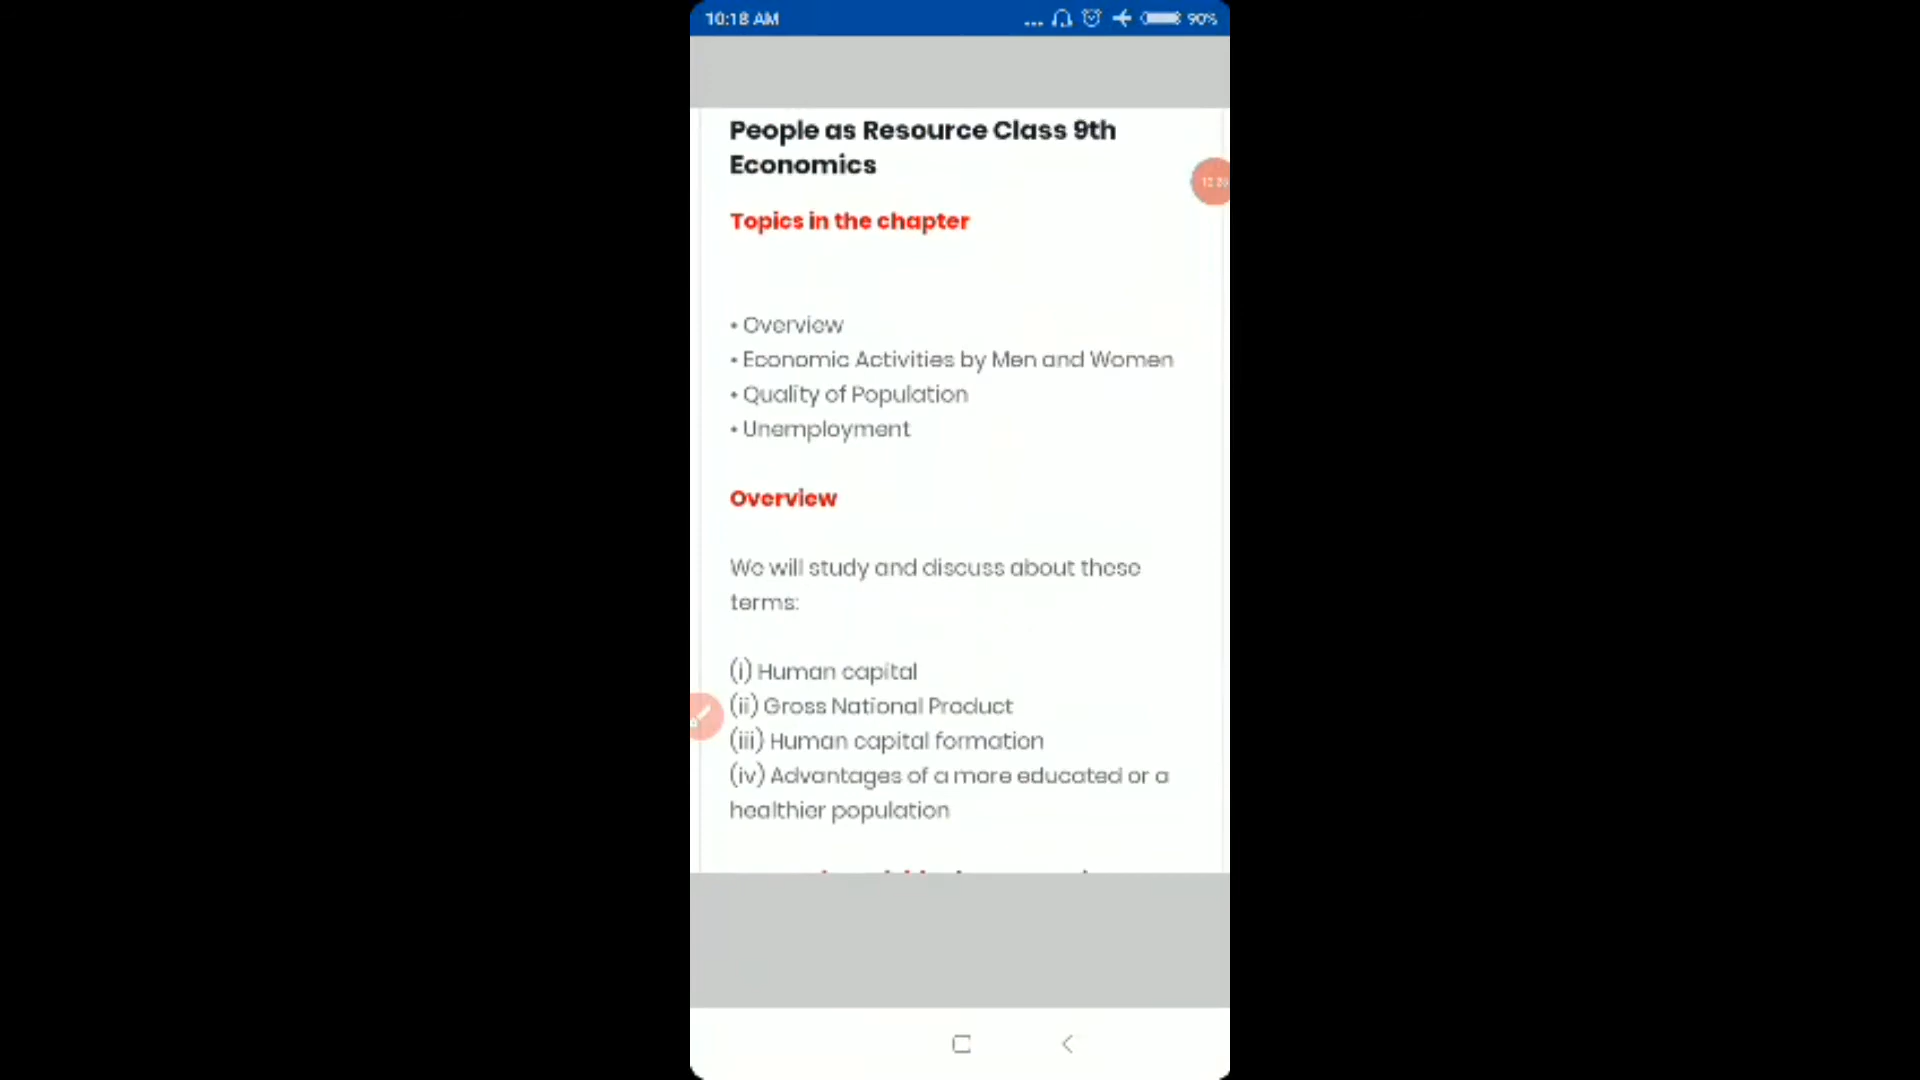 10:18 AM
90%
People as Resource Class 9th
Economics
Topics in the chapter
• Overview
• Economic Activities by Men and Women
• Quality of Population
• Unemployment
Overview
We will study and discuss about these
terms:
(i) Human capital
(ii) Gross National Product
(iii) Human capital formation
(iv) Advantages of a more educated or a
healthier population